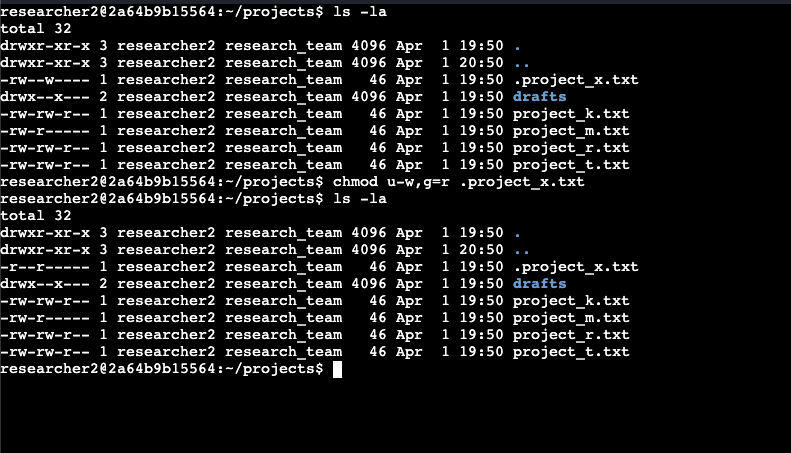 researcher2@2a64b9b15564:~/projects$ ls -la
total 32
drwxr-xr-x 3 researcher2 research_team 4096 Apr  1 19:50 .
drwxr-xr-x 3 researcher2 research_team 4096 Apr  1 20:50 ..
-rw--w---- 1 researcher2 research_team   46 Apr  1 19:50 .project_x.txt
drwx--x--- 2 researcher2 research_team 4096 Apr  1 19:50 drafts
-rw-rw-r-- 1 researcher2 research_team   46 Apr  1 19:50 project_k.txt
-rw-r----- 1 researcher2 research_team   46 Apr  1 19:50 project_m.txt
-rw-rw-r-- 1 researcher2 research_team   46 Apr  1 19:50 project_r.txt
-rw-rw-r-- 1 researcher2 research_team   46 Apr  1 19:50 project_t.txt
researcher2@2a64b9b15564:~/projects$ chmod u-w,g=r .project_x.txt
researcher2@2a64b9b15564:~/projects$ ls -la
total 32
drwxr-xr-x 3 researcher2 research_team 4096 Apr  1 19:50 .
drwxr-xr-x 3 researcher2 research_team 4096 Apr  1 20:50 ..
-r--r----- 1 researcher2 research_team   46 Apr  1 19:50 .project_x.txt
drwx--x--- 2 researcher2 research_team 4096 Apr  1 19:50 drafts
-rw-rw-r-- 1 researcher2 research_team   46 Apr  1 19:50 project_k.txt
-rw-r----- 1 researcher2 research_team   46 Apr  1 19:50 project_m.txt
-rw-rw-r-- 1 researcher2 research_team   46 Apr  1 19:50 project_r.txt
-rw-rw-r-- 1 researcher2 research_team   46 Apr  1 19:50 project_t.txt
researcher2@2a64b9b15564:~/projects$